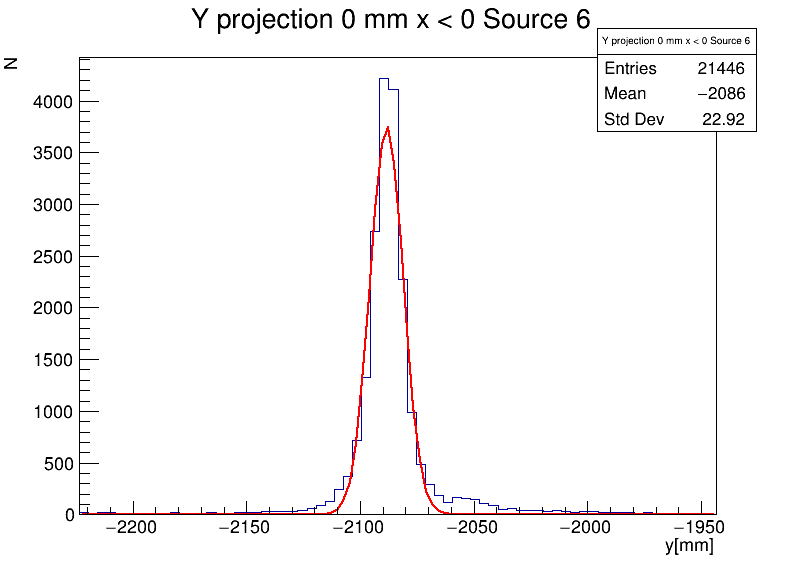 Y projection 0 mm x < 0 Source 6
Y projection 0 mm x < 0 Source 6
Entries 21446
Mean −2086
Std Dev 22.92
N
4000
3500
3000
2500
2000
1500
1000
500
0
−2200 −2150 −2100 −2050 −2000 −1950
y[mm]